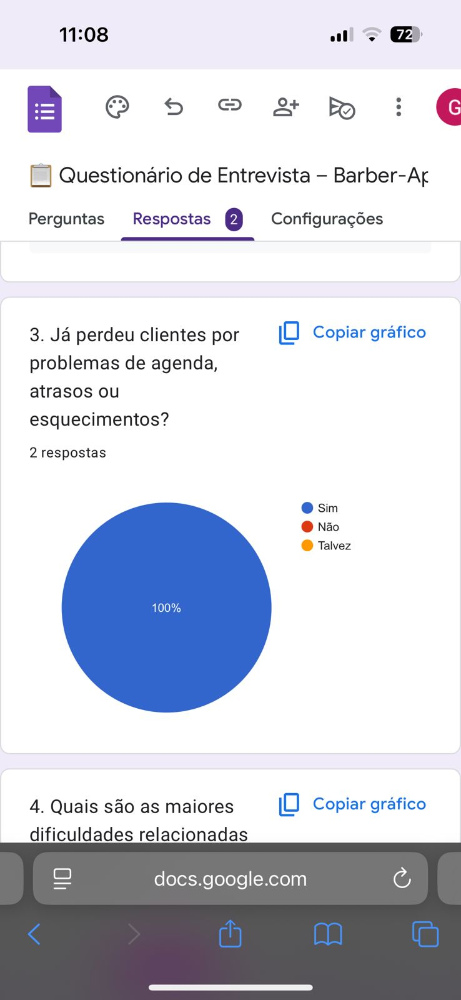 11:08
72
G
Questionário de Entrevista – Barber-Ap
Perguntas
Respostas
2
Configurações
3. Já perdeu clientes por
problemas de agenda,
atrasos ou
esquecimentos?
Copiar gráfico
2 respostas
Sim
Não
Talvez
100%
4. Quais são as maiores
dificuldades relacionadas
Copiar gráfico
docs.google.com